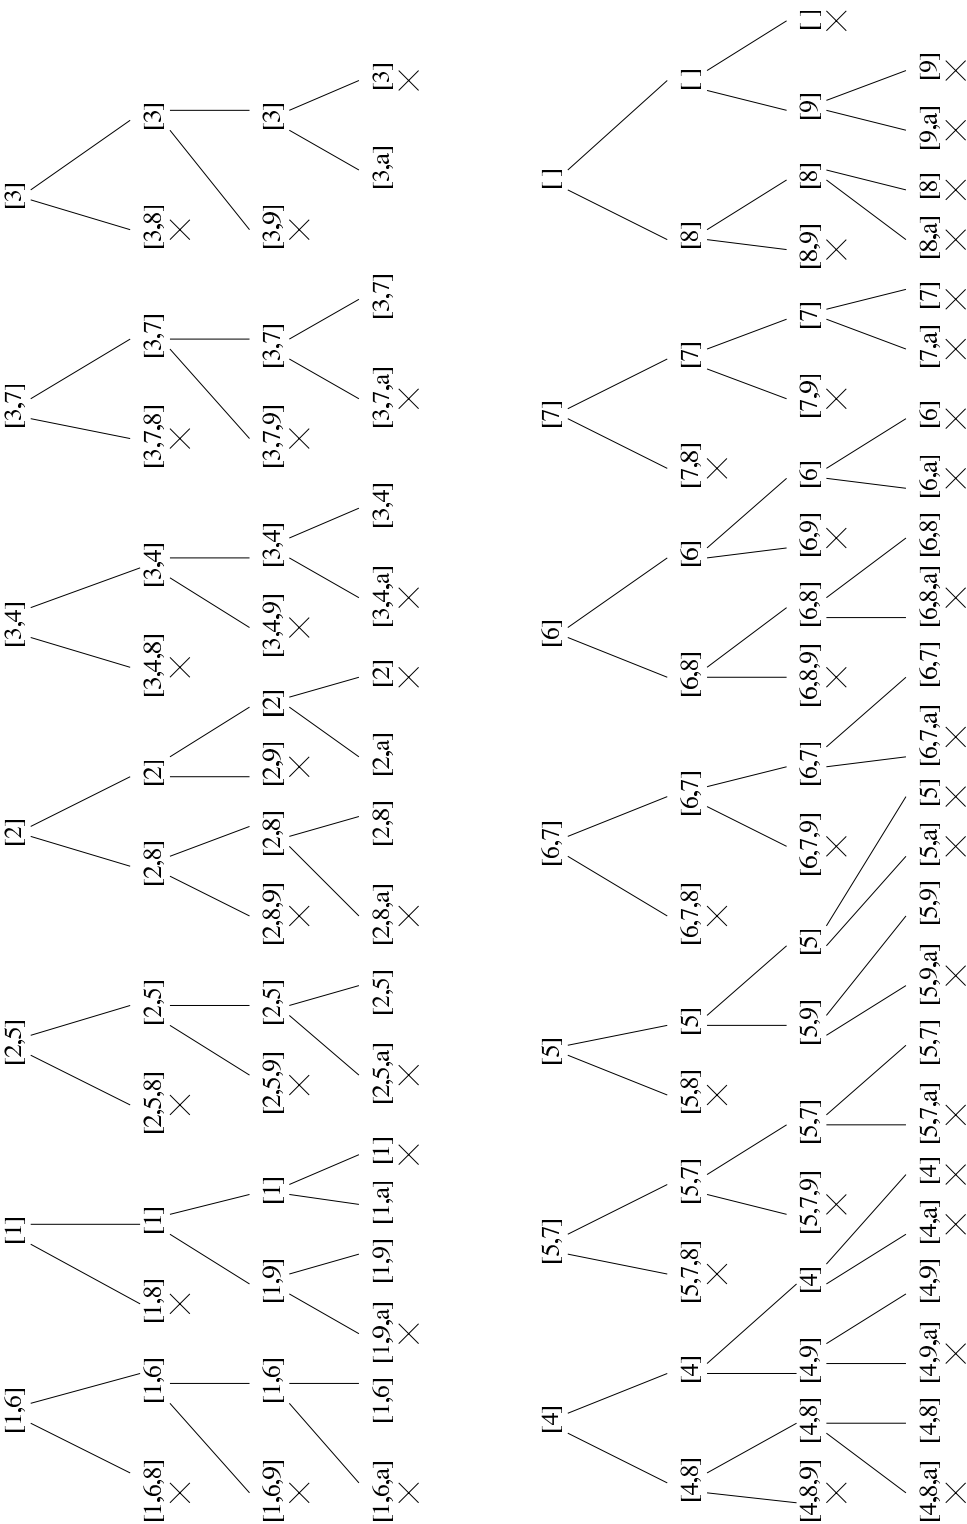 [1,6] [1] [2,5] [2] [3,4] [3,7] [3]
[1,6,8] [1,6] [1,8] [1] [2,5,8] [2,5] [2,8] [2] [3,4,8] [3,4] [3,7,8] [3,7] [3,8] [3]
[1,6,9] [1,6] [1,9] [1] [2,5,9] [2,5] [2,8,9] [2,8] [2,9] [2] [3,4,9] [3,4] [3,7,9] [3,7] [3,9] [3]
[1,6,a] [1,6] [1,9,a] [1,9] [1,a] [1] [2,5,a] [2,5] [2,8,a] [2,8] [2,a] [2] [3,4,a] [3,4] [3,7,a] [3,7] [3,a] [3]
[4] [5,7] [5] [6,7] [6] [7] [ ]
[4,8] [4] [5,7,8] [5,7] [5,8] [5] [6,7,8] [6,7] [6,8] [6] [7,8] [7] [8] [ ]
[4,8,9] [4,8] [4,9] [4] [5,7,9] [5,7] [5,9] [5] [6,7,9] [6,7] [6,8,9] [6,8] [6,9] [6] [7,9] [7] [8,9] [8] [9] [ ]
[4,8,a] [4,8] [4,9,a] [4,9] [4,a] [4] [5,7,a] [5,7] [5,9,a] [5,9] [5,a] [5] [6,7,a] [6,7] [6,8,a] [6,8] [6,a] [6] [7,a] [7] [8,a] [8] [9,a] [9]